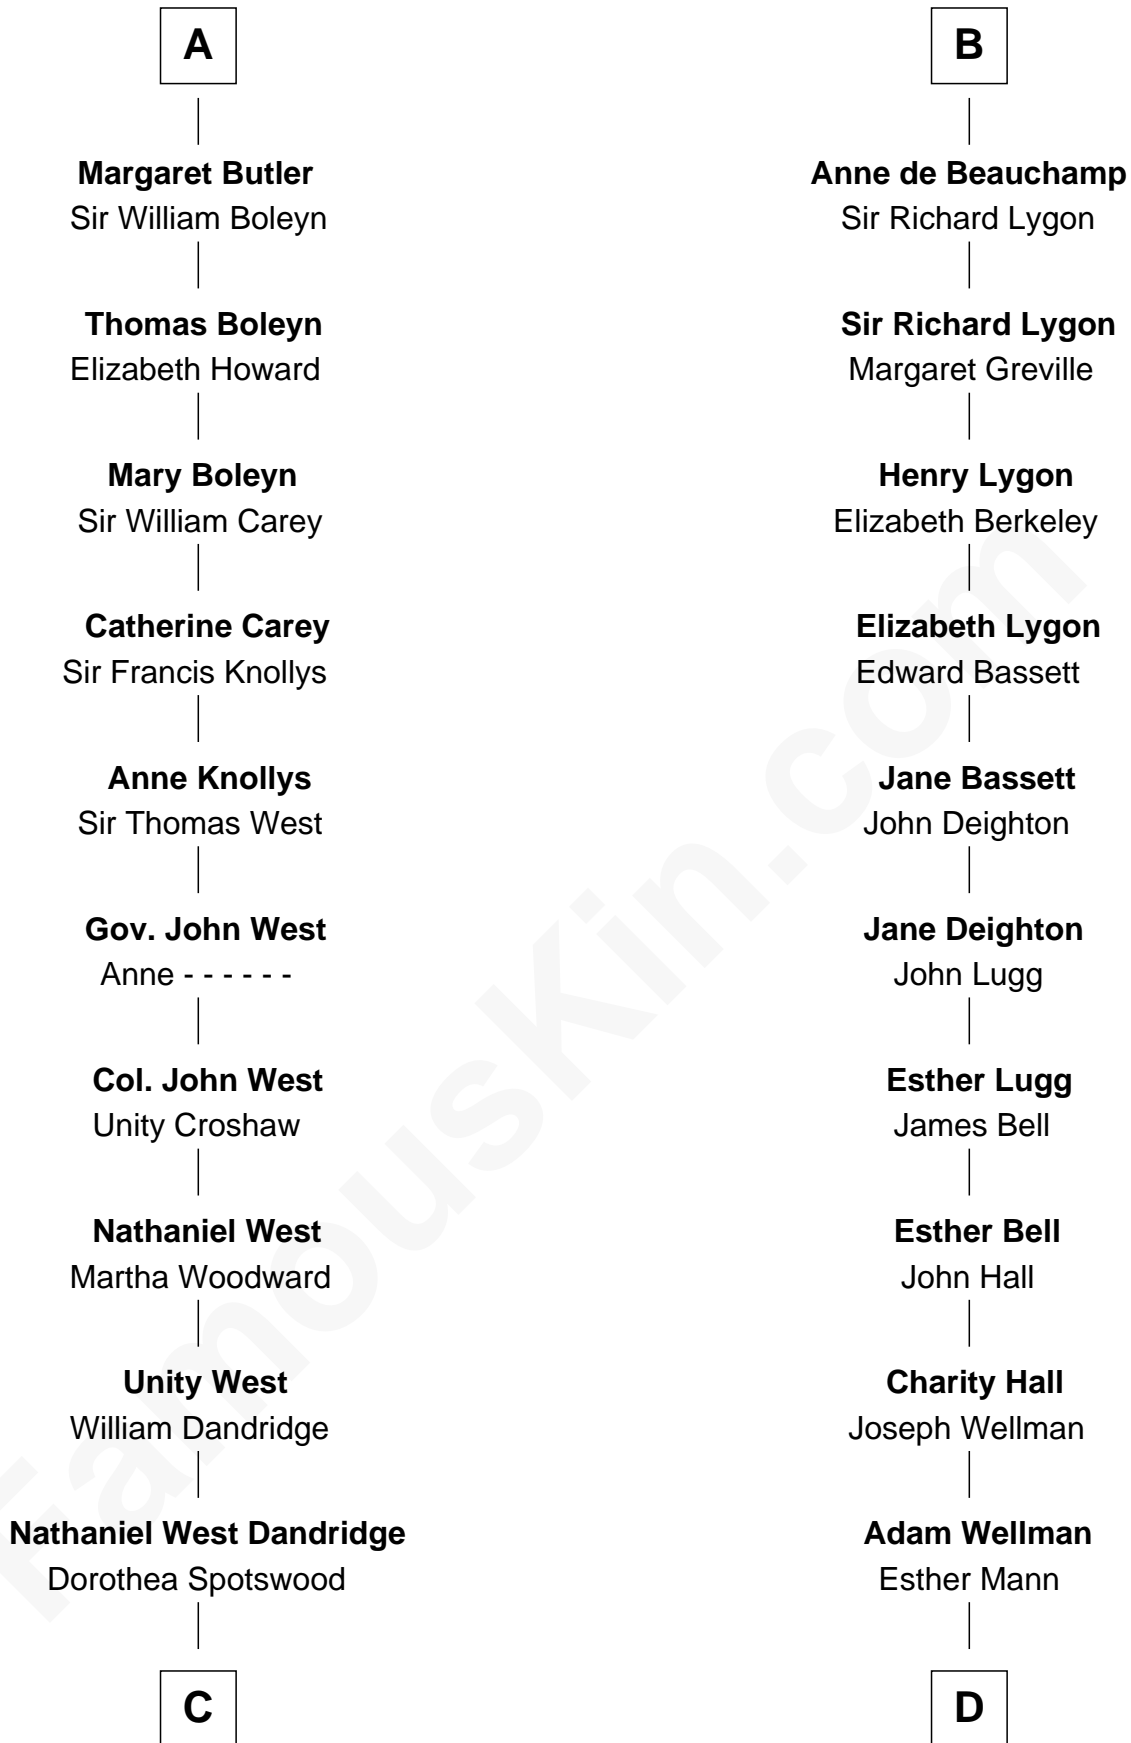 A
Margaret Butler
Sir William Boleyn
Thomas Boleyn
Elizabeth Howard
Mary Boleyn
Sir William Carey
Catherine Carey
Sir Francis Knollys
Anne Knollys
Sir Thomas West
Gov. John West
Anne - - - - - -
Col. John West
Unity Croshaw
Nathaniel West
Martha Woodward
Unity West
William Dandridge
Nathaniel West Dandridge
Dorothea Spotswood
C
B
Anne de Beauchamp
Sir Richard Lygon
Sir Richard Lygon
Margaret Greville
Henry Lygon
Elizabeth Berkeley
Elizabeth Lygon
Edward Bassett
Jane Bassett
John Deighton
Jane Deighton
John Lugg
Esther Lugg
James Bell
Esther Bell
John Hall
Charity Hall
Joseph Wellman
Adam Wellman
Esther Mann
D
FamousKin.com